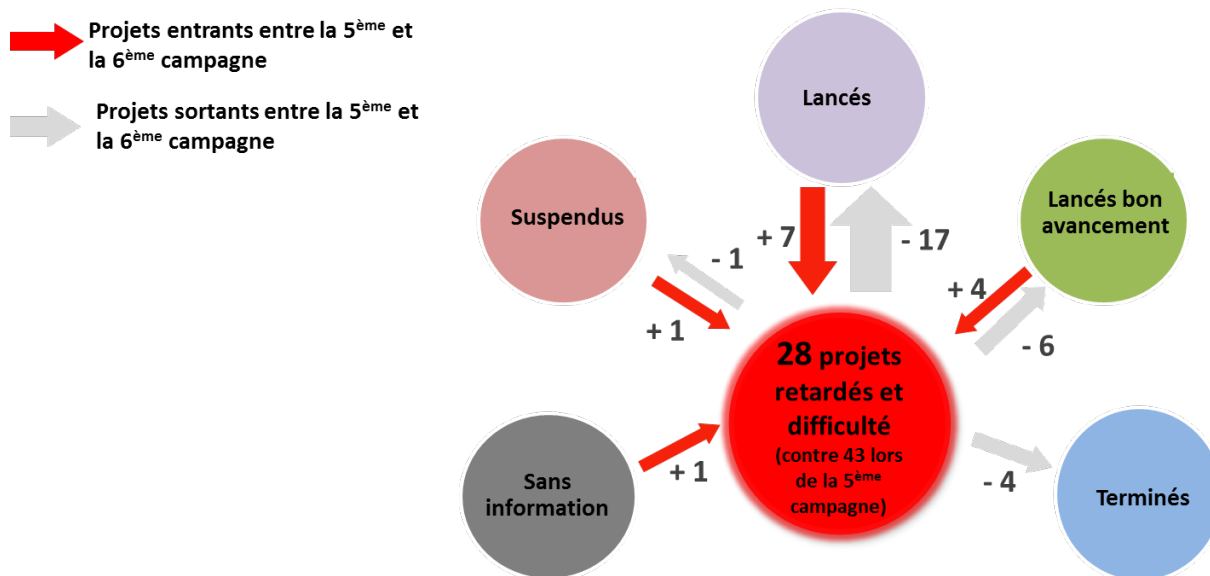 Projets entrants entre la 5ème et
la 6ème campagne
Projets sortants entre la 5ème et
la 6ème campagne
Lancés
Suspendus
Lancés bon
avancement
+ 7
- 17
- 1
+ 1
+ 4
- 6
28 projets
retardés et
difficulté
(contre 43 lors
de la 5ème
campagne)
Sans
information
+ 1
- 4
Terminés